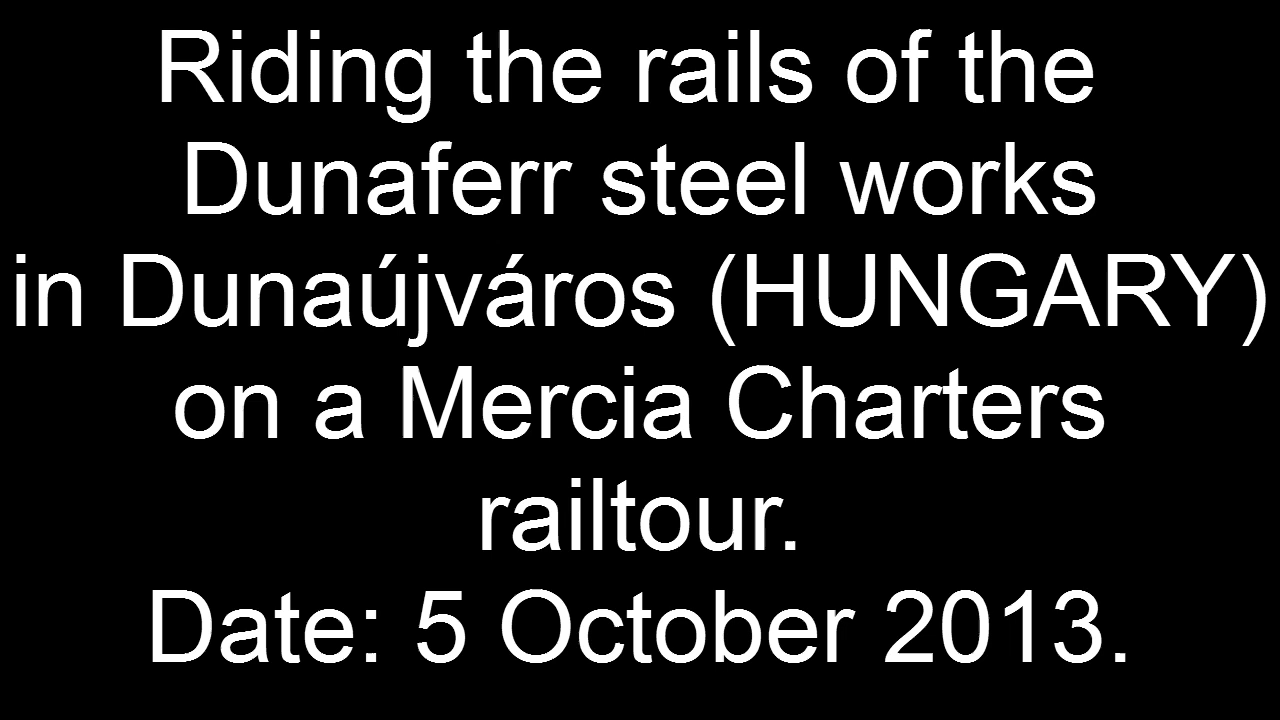 Riding the rails of the
Dunaferr steel works
in Dunaújváros (HUNGARY)
on a Mercia Charters
railtour.
Date: 5 October 2013.